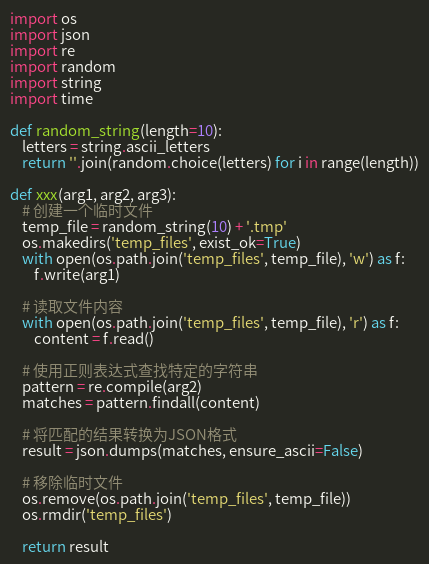 import os
import json
import re
import random
import string
import time

def random_string(length=10):
    letters = string.ascii_letters
    return ''.join(random.choice(letters) for i in range(length))

def xxx(arg1, arg2, arg3):
    # 创建一个临时文件
    temp_file = random_string(10) + '.tmp'
    os.makedirs('temp_files', exist_ok=True)
    with open(os.path.join('temp_files', temp_file), 'w') as f:
        f.write(arg1)

    # 读取文件内容
    with open(os.path.join('temp_files', temp_file), 'r') as f:
        content = f.read()

    # 使用正则表达式查找特定的字符串
    pattern = re.compile(arg2)
    matches = pattern.findall(content)

    # 将匹配的结果转换为JSON格式
    result = json.dumps(matches, ensure_ascii=False)

    # 移除临时文件
    os.remove(os.path.join('temp_files', temp_file))
    os.rmdir('temp_files')

    return result